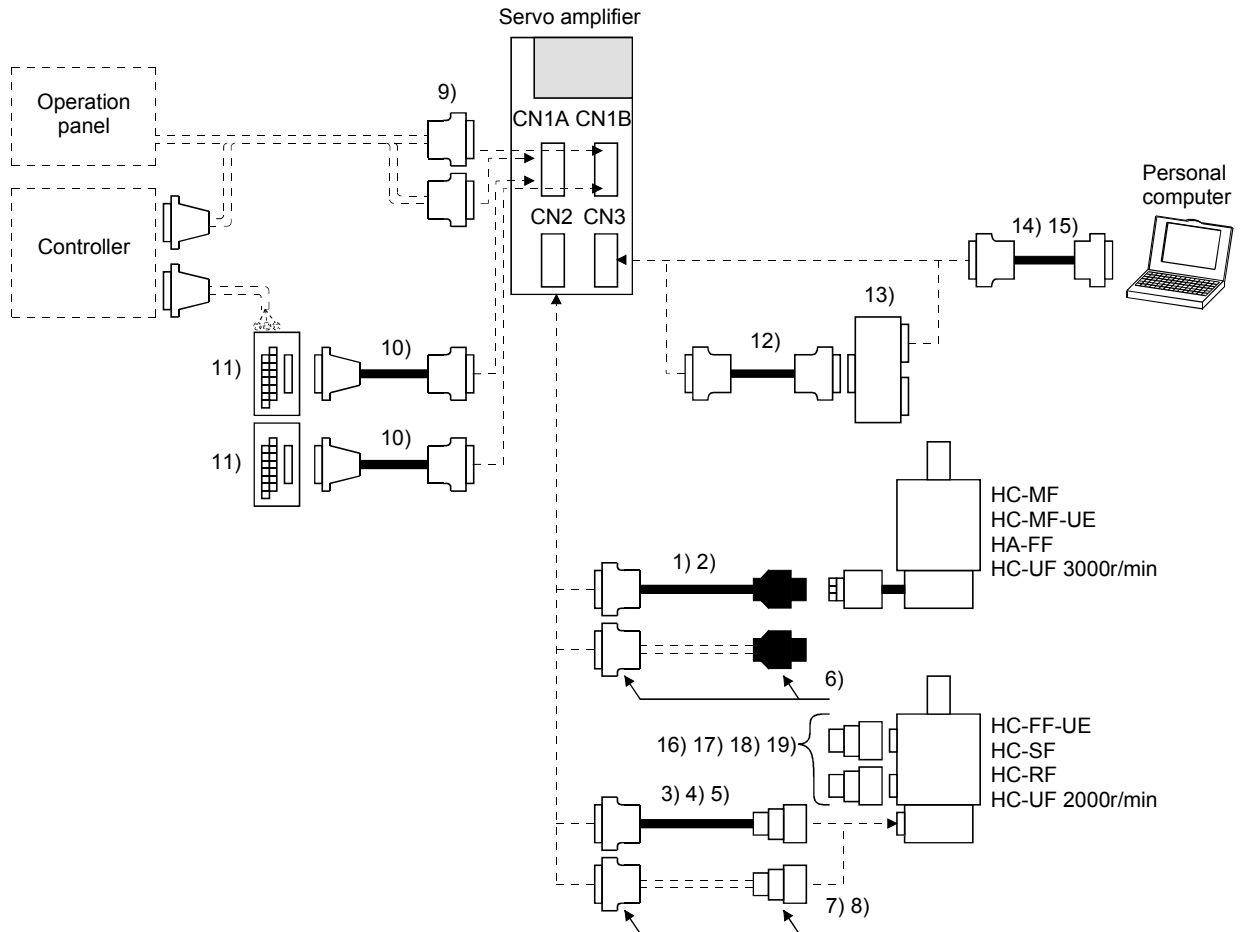 Servo amplifier
Operation
panel
9)
CN1A CN1B
Controller
CN2 CN3
Personal
computer
14) 15)
13)
12)
11)
10)
11)
10)
HC-MF
HC-MF-UE
HA-FF
HC-UF 3000r/min
1) 2)
6)
16) 17) 18) 19)
HC-FF-UE
HC-SF
HC-RF
HC-UF 2000r/min
3) 4) 5)
7) 8)